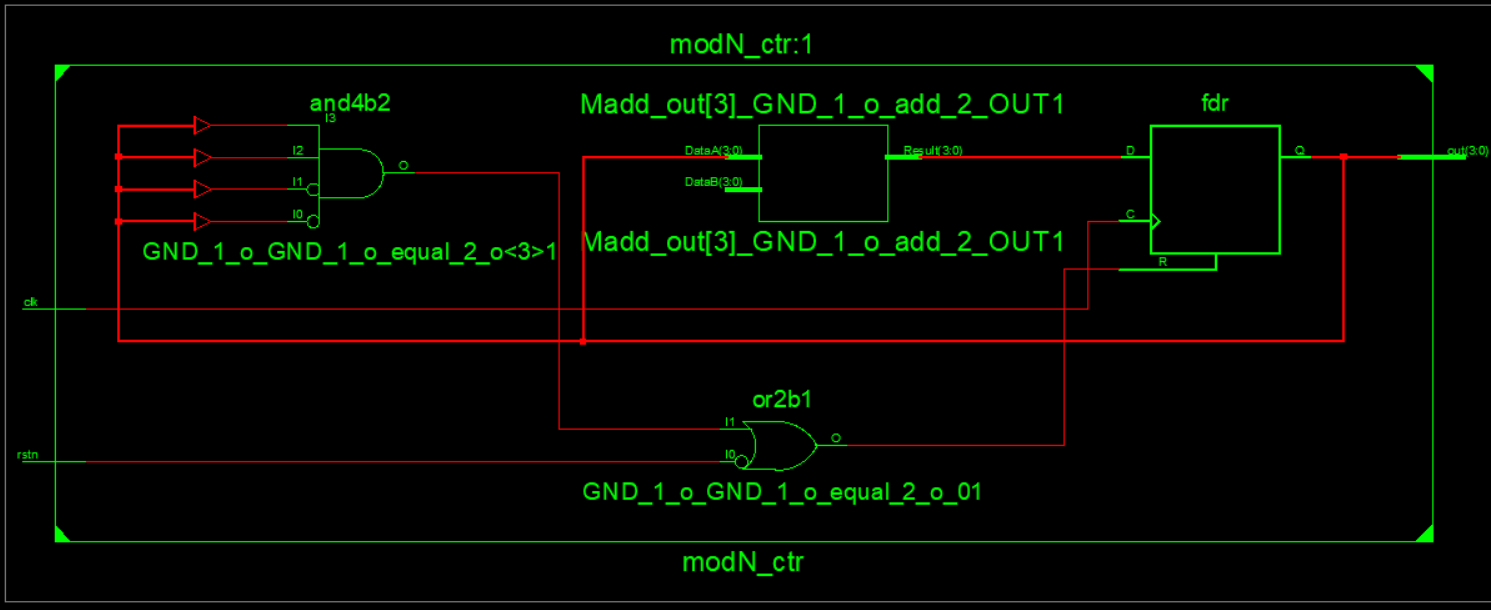 modN_ctr:1
and4b2
I3
I2
I1
I0
O
GND_1_o_GND_1_o_equal_2_o<3>1
Madd_out[3]_GND_1_o_add_2_OUT1
DataA(3:0)
DataB(3:0)
Result(3:0)
Madd_out[3]_GND_1_o_add_2_OUT1
fdr
D
C
R
Q
out(3:0)
clk
rstn
or2b1
I1
I0
O
GND_1_o_GND_1_o_equal_2_o_01
modN_ctr